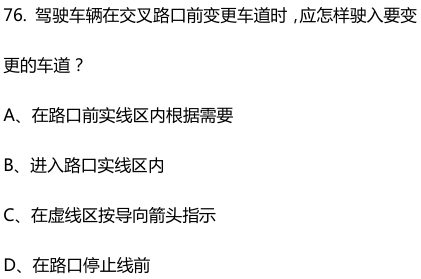 76. 驾驶车辆在交叉路口前变更车道时,应怎样驶入要变
更的车道？
A、在路口前实线区内根据需要
B、进入路口实线区内
C、在虚线区按导向箭头指示
D、在路口停止线前